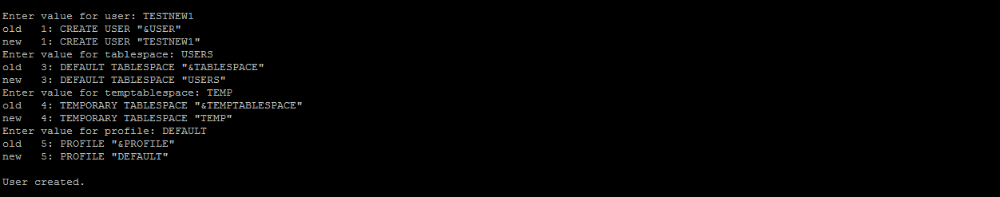 Enter value for user: TESTNEW1
old   1: CREATE USER "&USER"
new   1: CREATE USER "TESTNEW1"
Enter value for tablespace: USERS
old   3: DEFAULT TABLESPACE "&TABLESPACE"
new   3: DEFAULT TABLESPACE "USERS"
Enter value for temptablespace: TEMP
old   4: TEMPORARY TABLESPACE "&TEMPTABLESPACE"
new   4: TEMPORARY TABLESPACE "TEMP"
Enter value for profile: DEFAULT
old   5: PROFILE "&PROFILE"
new   5: PROFILE "DEFAULT"
User created.